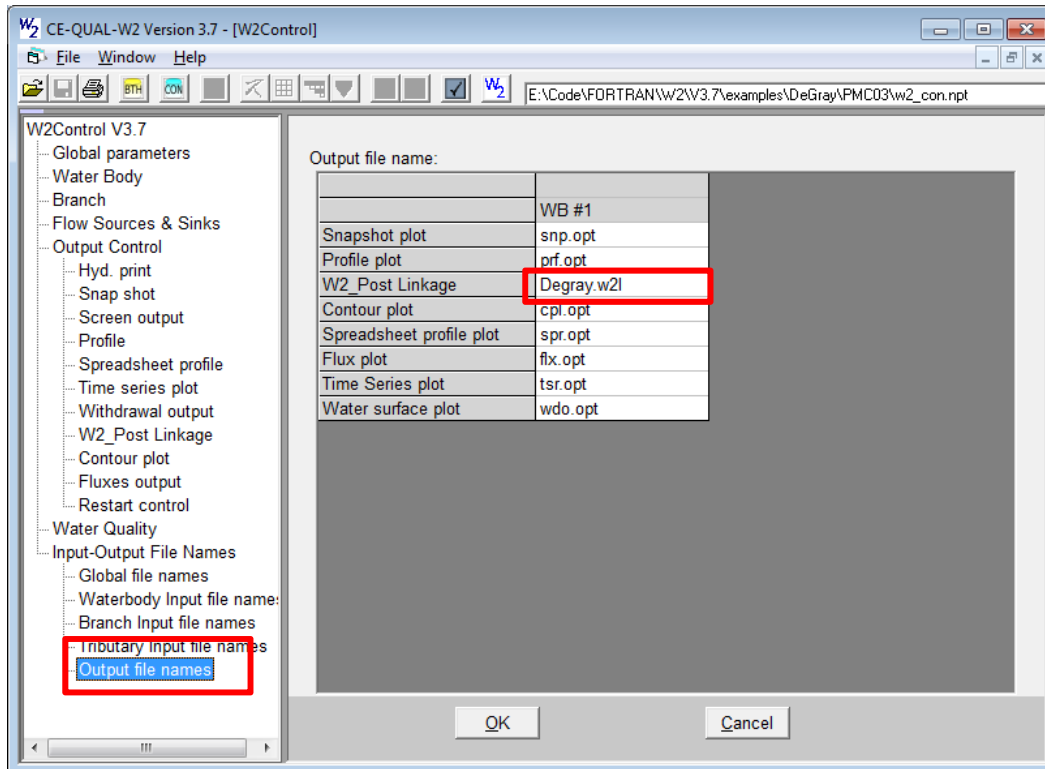 W2 CE-QUAL-W2 Version 3.7 - [W2Control]
File Window Help
BTH CON W2 E:\Code\FORTRAN\W2\V3.7\examples\DeGray\PMC03\w2_con.npt
W2Control V3.7
Global parameters
Water Body
Branch
Flow Sources & Sinks
Output Control
Hyd. print
Snap shot
Screen output
Profile
Spreadsheet profile
Time series plot
Withdrawal output
W2_Post Linkage
Contour plot
Fluxes output
Restart control
Water Quality
Input-Output File Names
Global file names
Waterbody Input file name
Branch Input file names
Tributary Input file names
Output file names
Output file name:
WB #1
Snapshot plot snp.opt
Profile plot prf.opt
W2_Post Linkage Degray.w2l
Contour plot cpl.opt
Spreadsheet profile plot spr.opt
Flux plot flx.opt
Time Series plot tsr.opt
Water surface plot wdo.opt
OK Cancel